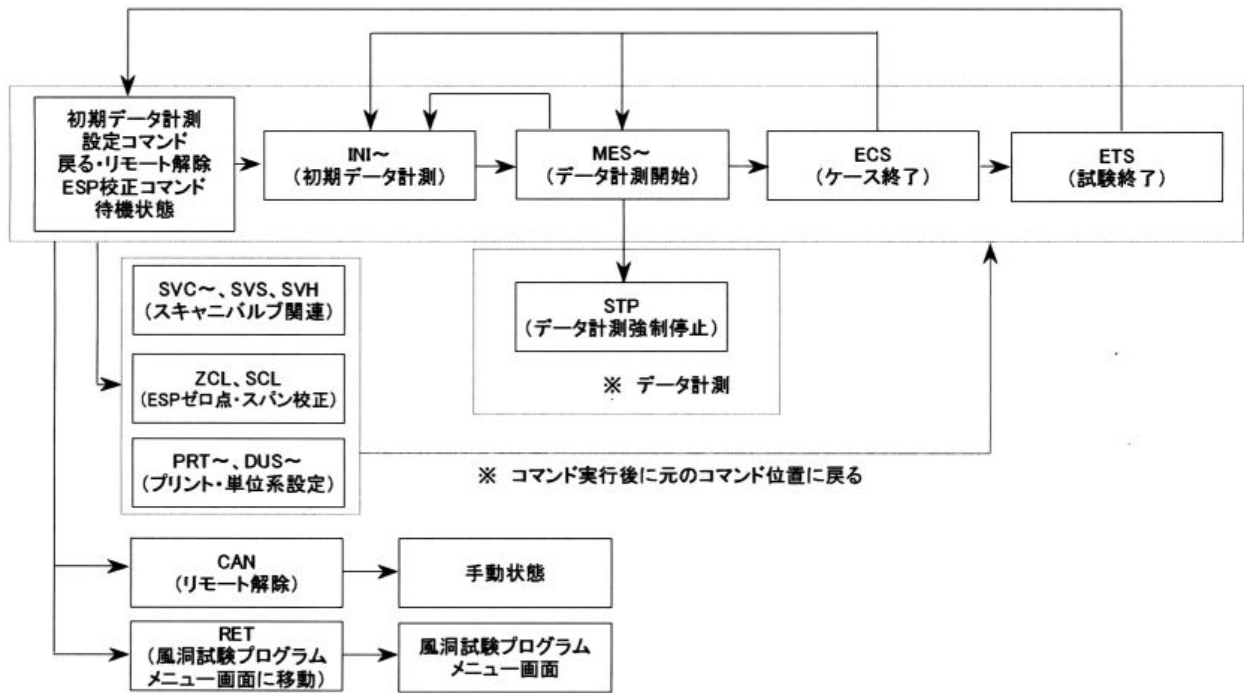 初期データ計測
設定コマンド
戻る・リモート解除
ESP校正コマンド
待機状態
INI～
(初期データ計測)
MES～
(データ計測開始)
ECS
(ケース終了)
ETS
(試験終了)
SVC～、SVS、SVH
(スキャニバルブ関連)
ZCL、SCL
(ESPゼロ点・スパン校正)
PRT～、DUS～
(プリント・単位系設定)
STP
(データ計測強制停止)
※ データ計測
※ コマンド実行後に元のコマンド位置に戻る
CAN
(リモート解除)
手動状態
RET
(風洞試験プログラム
メニュー画面に移動)
風洞試験プログラム
メニュー画面